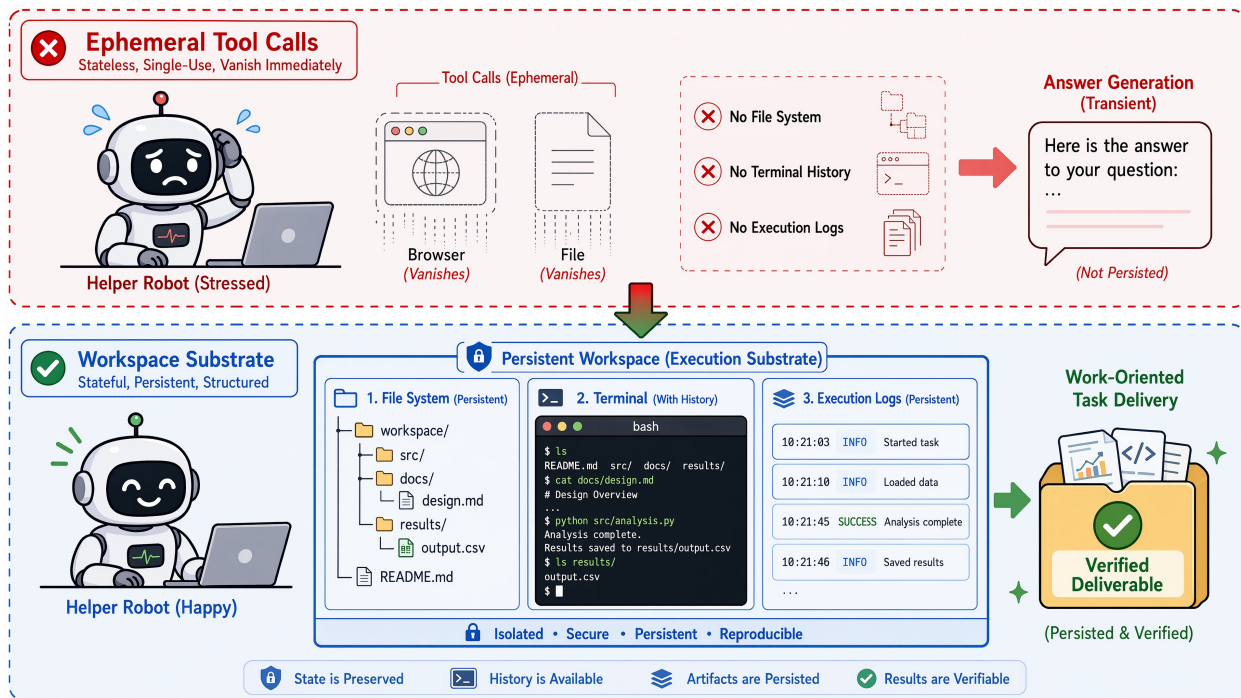 Ephemeral Tool Calls
Stateless, Single-Use, Vanish Immediately
Helper Robot (Stressed)
Tool Calls (Ephemeral)
Browser
(Vanishes)
File
(Vanishes)
No File System
No Terminal History
>_
No Execution Logs
Answer Generation
(Transient)
Here is the answer
to your question:
...
(Not Persisted)
Workspace Substrate
Stateful, Persistent, Structured
Helper Robot (Happy)
Persistent Workspace (Execution Substrate)
1. File System (Persistent)
workspace/
src/
docs/
design.md
results/
output.csv
README.md
>_ 2. Terminal (With History)
bash
$ ls
README.md src/ docs/ results/
$ cat docs/design.md
# Design Overview
...
$ python src/analysis.py
Analysis complete.
Results saved to results/output.csv
$ ls results/
output.csv
$
3. Execution Logs (Persistent)
10:21:03 INFO Started task
10:21:10 INFO Loaded data
10:21:45 SUCCESS Analysis complete
10:21:46 INFO Saved results
...
Isolated • Secure • Persistent • Reproducible
Work-Oriented
Task Delivery
</>
Verified
Deliverable
(Persisted & Verified)
State is Preserved
>_ History is Available
Artifacts are Persisted
Results are Verifiable